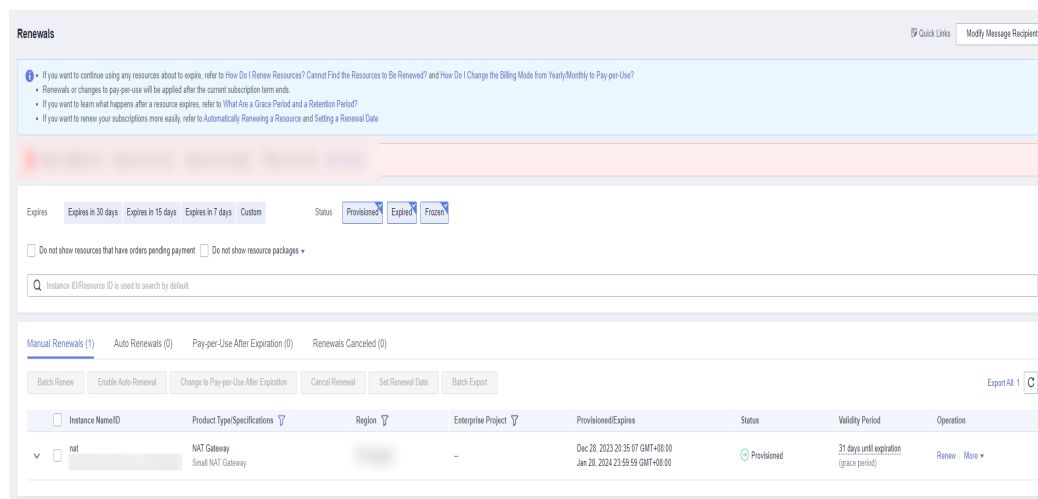 Renewals
Quick Links
Modify Message Recipient
If you want to continue using any resources about to expire, refer to How Do I Renew Resources? Cannot Find the Resources to Be Renewed? and How Do I Change the Billing Mode from Yearly/Monthly to Pay-per-Use?
Renewals or changes to pay-per-use will be applied after the current subscription term ends.
If you want to learn what happens after a resource expires, refer to What Are a Grace Period and a Retention Period?
If you want to renew your subscriptions more easily, refer to Automatically Renewing a Resource and Setting a Renewal Date
Expires Expires in 30 days Expires in 15 days Expires in 7 days Custom Status Provisioned Expired Frozen
Do not show resources that have orders pending payment Do not show resource packages
Instance ID/Resource ID is used to search by default.
Manual Renewals (1) Auto Renewals (0) Pay-per-Use After Expiration (0) Renewals Canceled (0)
Batch Renew Enable Auto-Renewal Change to Pay-per-Use After Expiration Cancel Renewal Set Renewal Date Batch Export Export All: 1
Instance Name/ID Product Type/Specifications Region Enterprise Project Provisioned/Expires Status Validity Period Operation
nat NAT Gateway -- Dec 28, 2023 20:35:07 GMT+08:00 Provisioned 31 days until expiration Renew More
Small NAT Gateway Jan 28, 2024 23:59:59 GMT+08:00 (grace period)